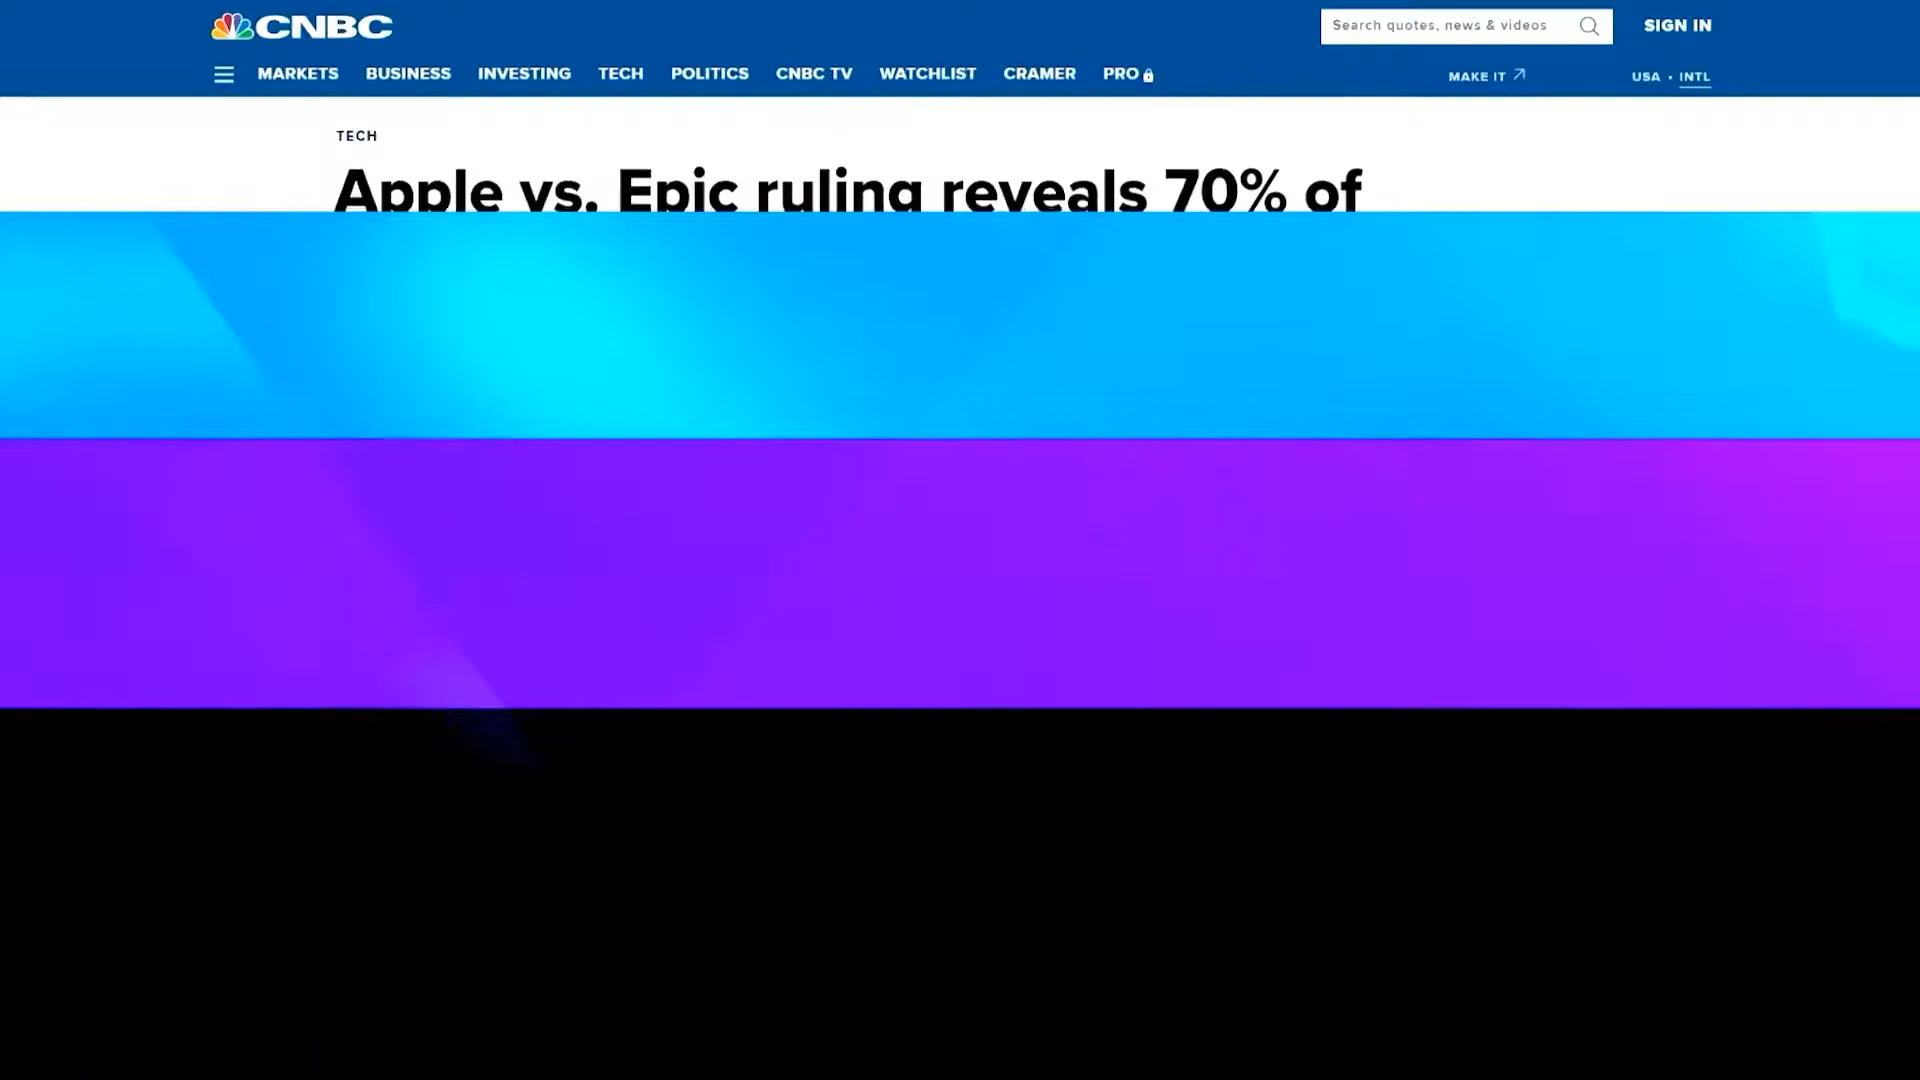 CNBC
Search quotes, news & videos
SIGN IN
MARKETS BUSINESS INVESTING TECH POLITICS CNBC TV WATCHLIST CRAMER PRO
MAKE IT
USA • INTL
TECH
Apple vs. Epic ruling reveals 70% of